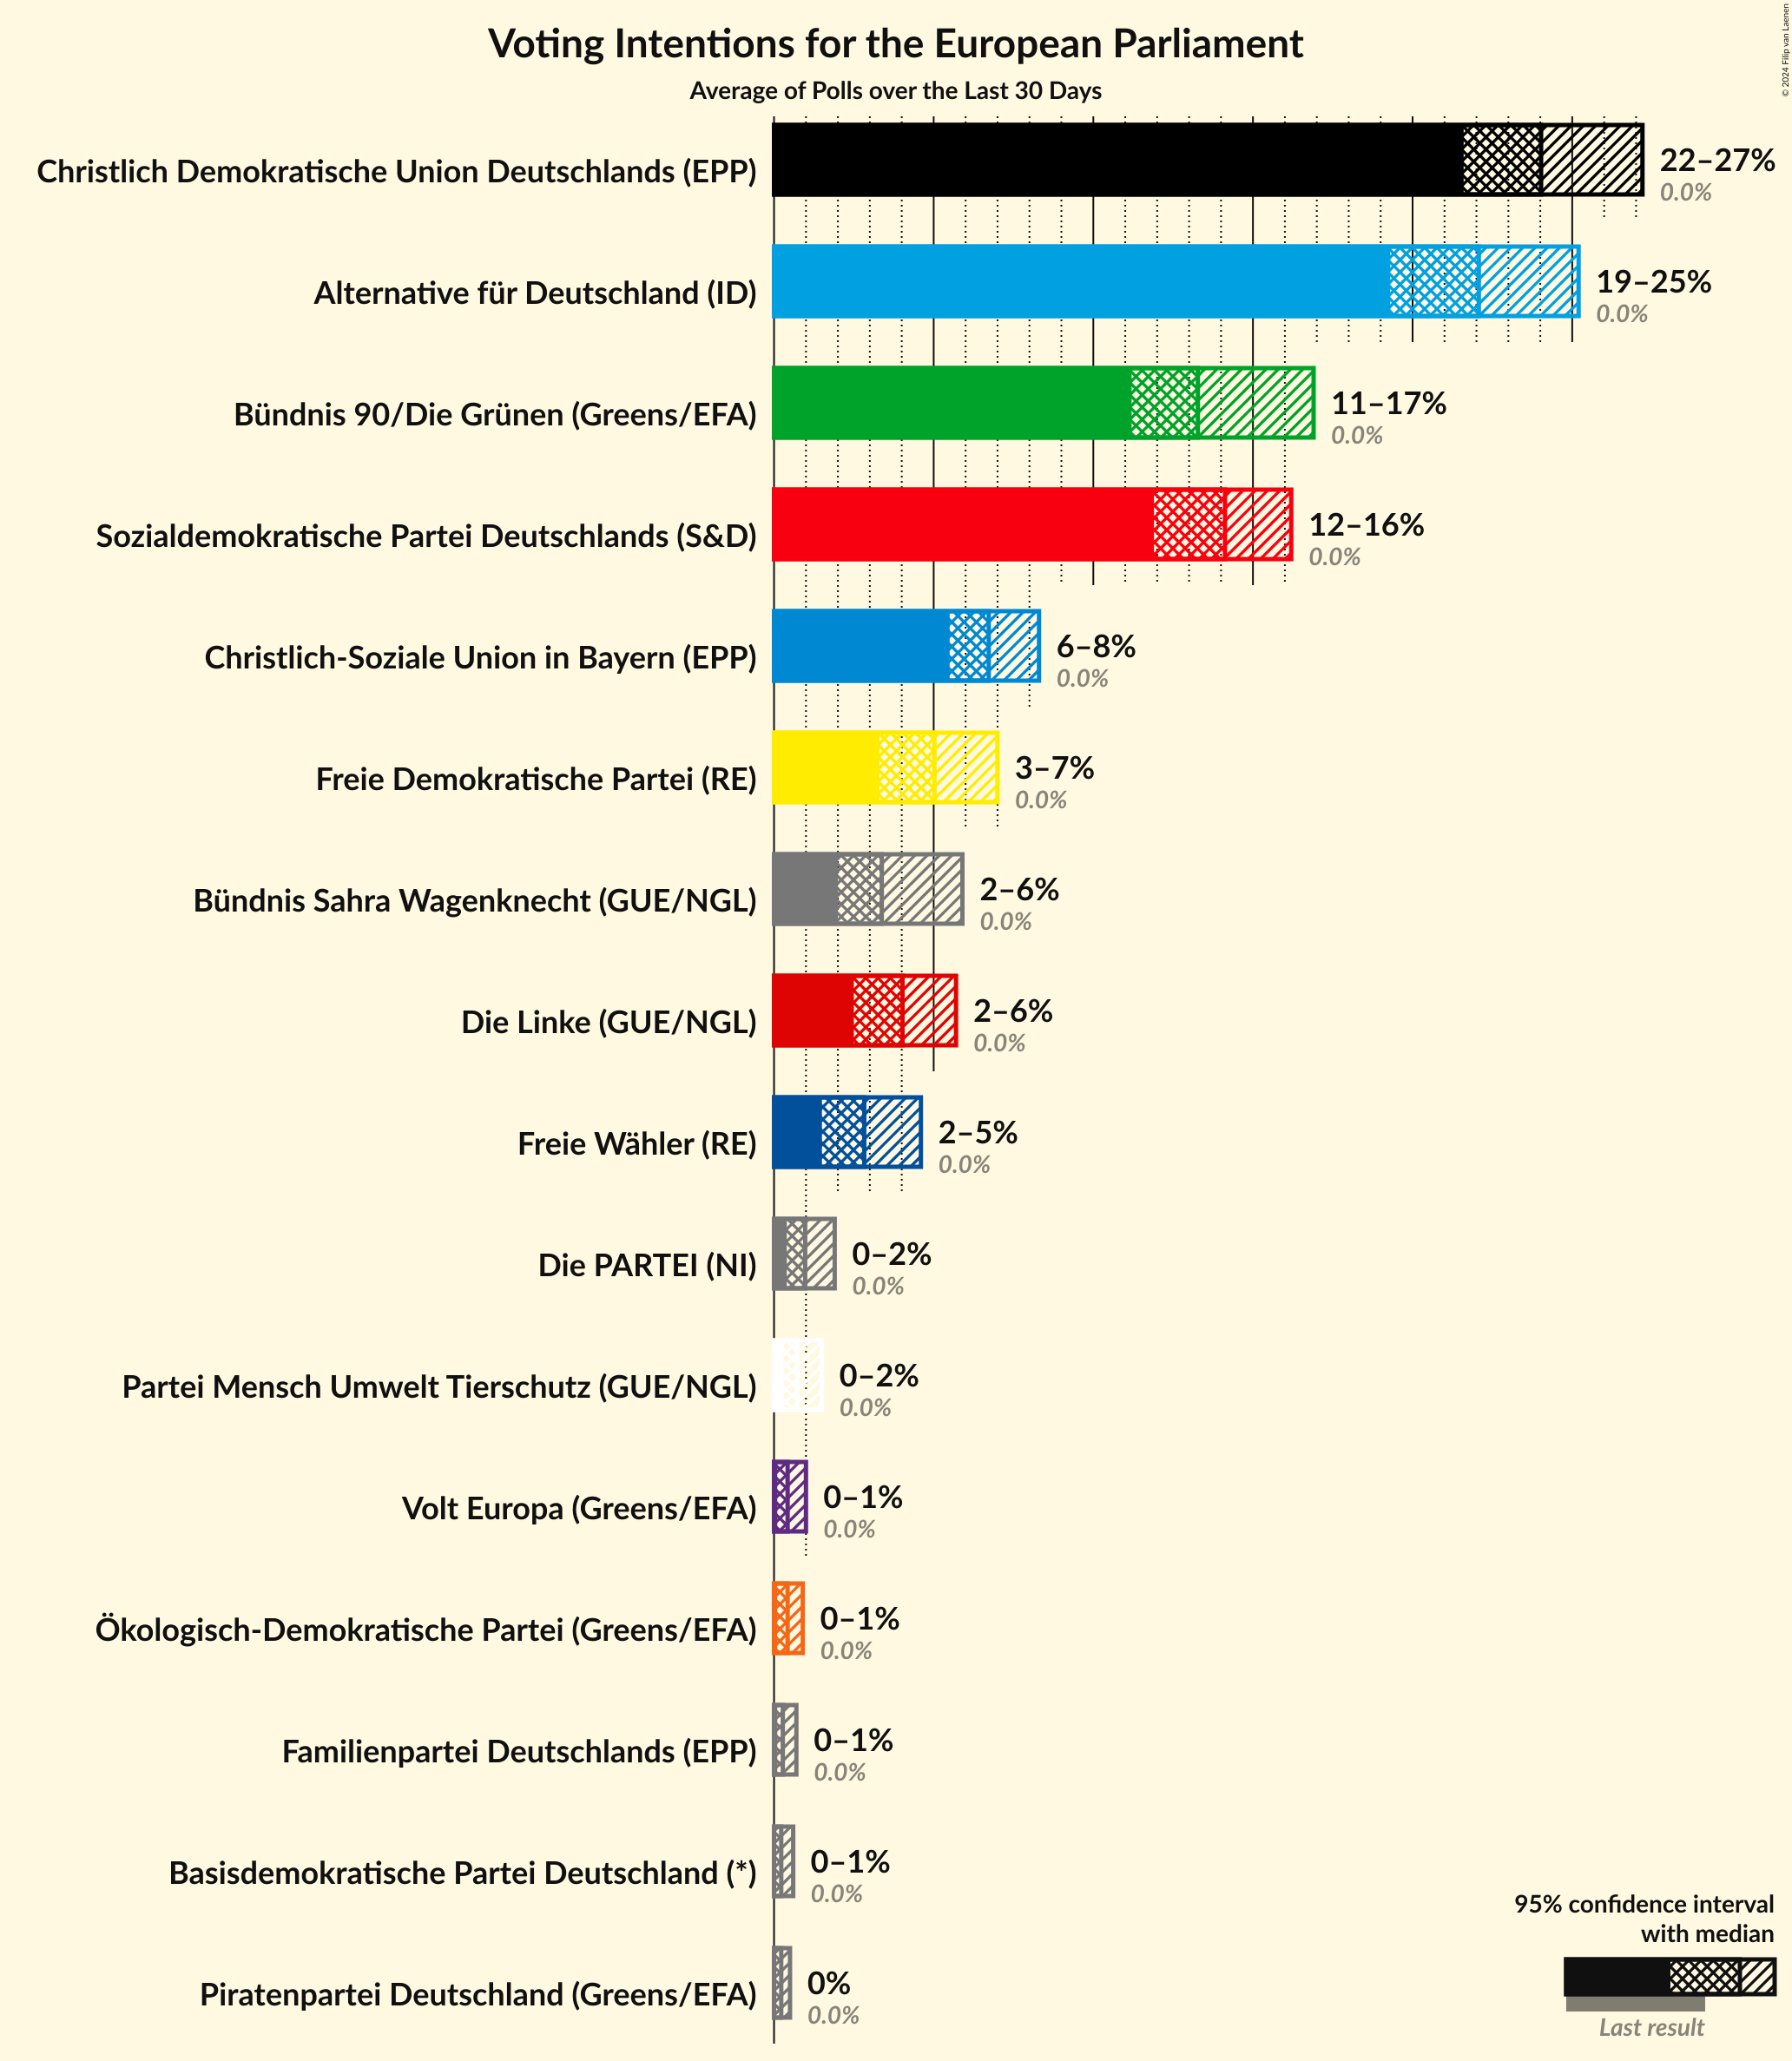 Voting Intentions for the European Parliament
Average of Polls over the Last 30 Days
© 2024 Filip van Laenen
Christlich Demokratische Union Deutschlands (EPP)
22–27%
0.0%
Alternative für Deutschland (ID)
19–25%
0.0%
Bündnis 90/Die Grünen (Greens/EFA)
11–17%
0.0%
Sozialdemokratische Partei Deutschlands (S&D)
12–16%
0.0%
Christlich-Soziale Union in Bayern (EPP)
6–8%
0.0%
Freie Demokratische Partei (RE)
3–7%
0.0%
Bündnis Sahra Wagenknecht (GUE/NGL)
2–6%
0.0%
Die Linke (GUE/NGL)
2–6%
0.0%
Freie Wähler (RE)
2–5%
0.0%
Die PARTEI (NI)
0–2%
0.0%
Partei Mensch Umwelt Tierschutz (GUE/NGL)
0–2%
0.0%
Volt Europa (Greens/EFA)
0–1%
0.0%
Ökologisch-Demokratische Partei (Greens/EFA)
0–1%
0.0%
Familienpartei Deutschlands (EPP)
0–1%
0.0%
Basisdemokratische Partei Deutschland (*)
0–1%
0.0%
Piratenpartei Deutschland (Greens/EFA)
0%
0.0%
95% confidence interval
with median
Last result